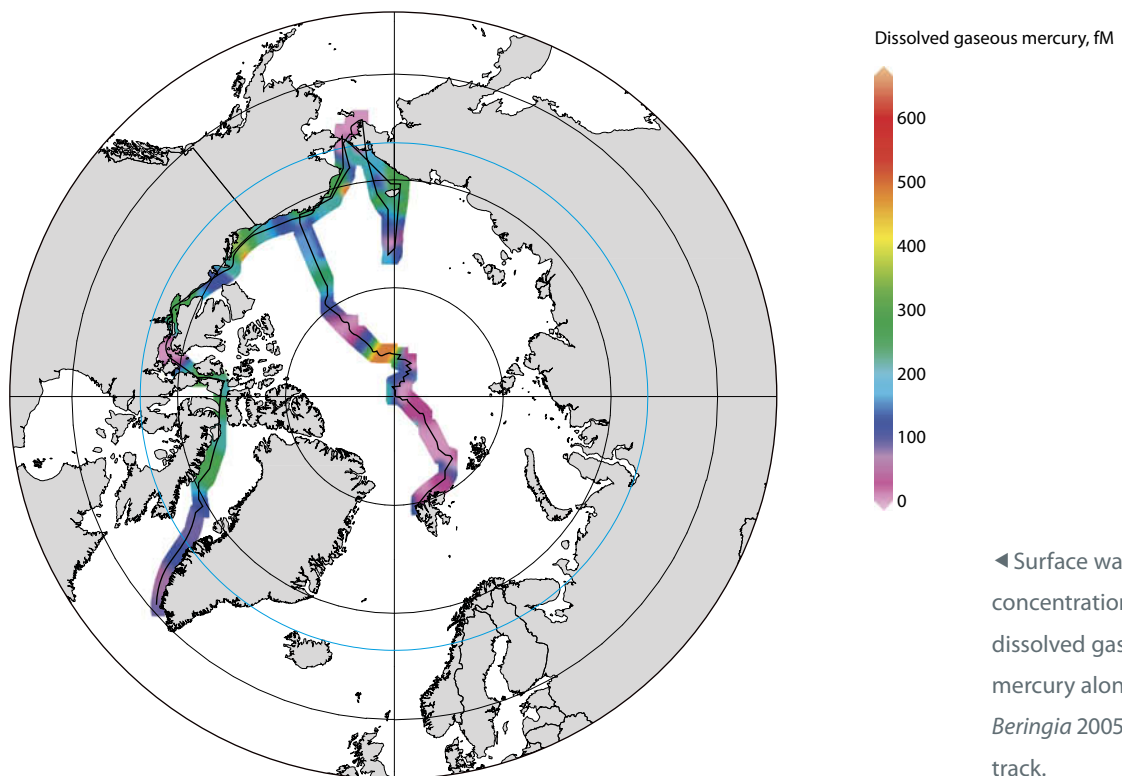 Dissolved gaseous mercury, fM
600
500
400
300
200
100
0
◄ Surface wa
concentration
dissolved gas
mercury alon
Beringia 2005
track.